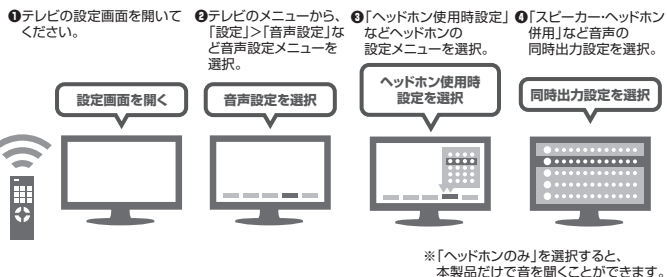 ❶テレビの設定画面を開いて
ください。
❷テレビのメニューから、
「設定」>「音声設定」な
ど音声設定メニューを
選択。
❸「ヘッドホン使用時設定」
などヘッドホンの
設定メニューを選択。
❹「スピーカー・ヘッドホン
併用」など音声の
同時出力設定を選択。
設定画面を開く
音声設定を選択
ヘッドホン使用時
設定を選択
同時出力設定を選択
※「ヘッドホンのみ」を選択すると、
本製品だけで音を聞くことができます。